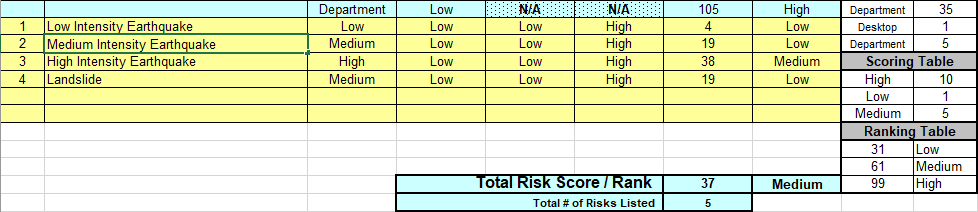 Department Low N/A N/A 105 High Department 35
1 Low Intensity Earthquake Low Low Low High 4 Low Desktop 1
2 Medium Intensity Earthquake Medium Low Low High 19 Low Department 5
3 High Intensity Earthquake High Low Low High 38 Medium Scoring Table
4 Landslide Medium Low Low High 19 Low High 10
Low 1
Medium 5
Ranking Table
31 Low
61 Medium
Total Risk Score / Rank 37 Medium 99 High
Total # of Risks Listed 5